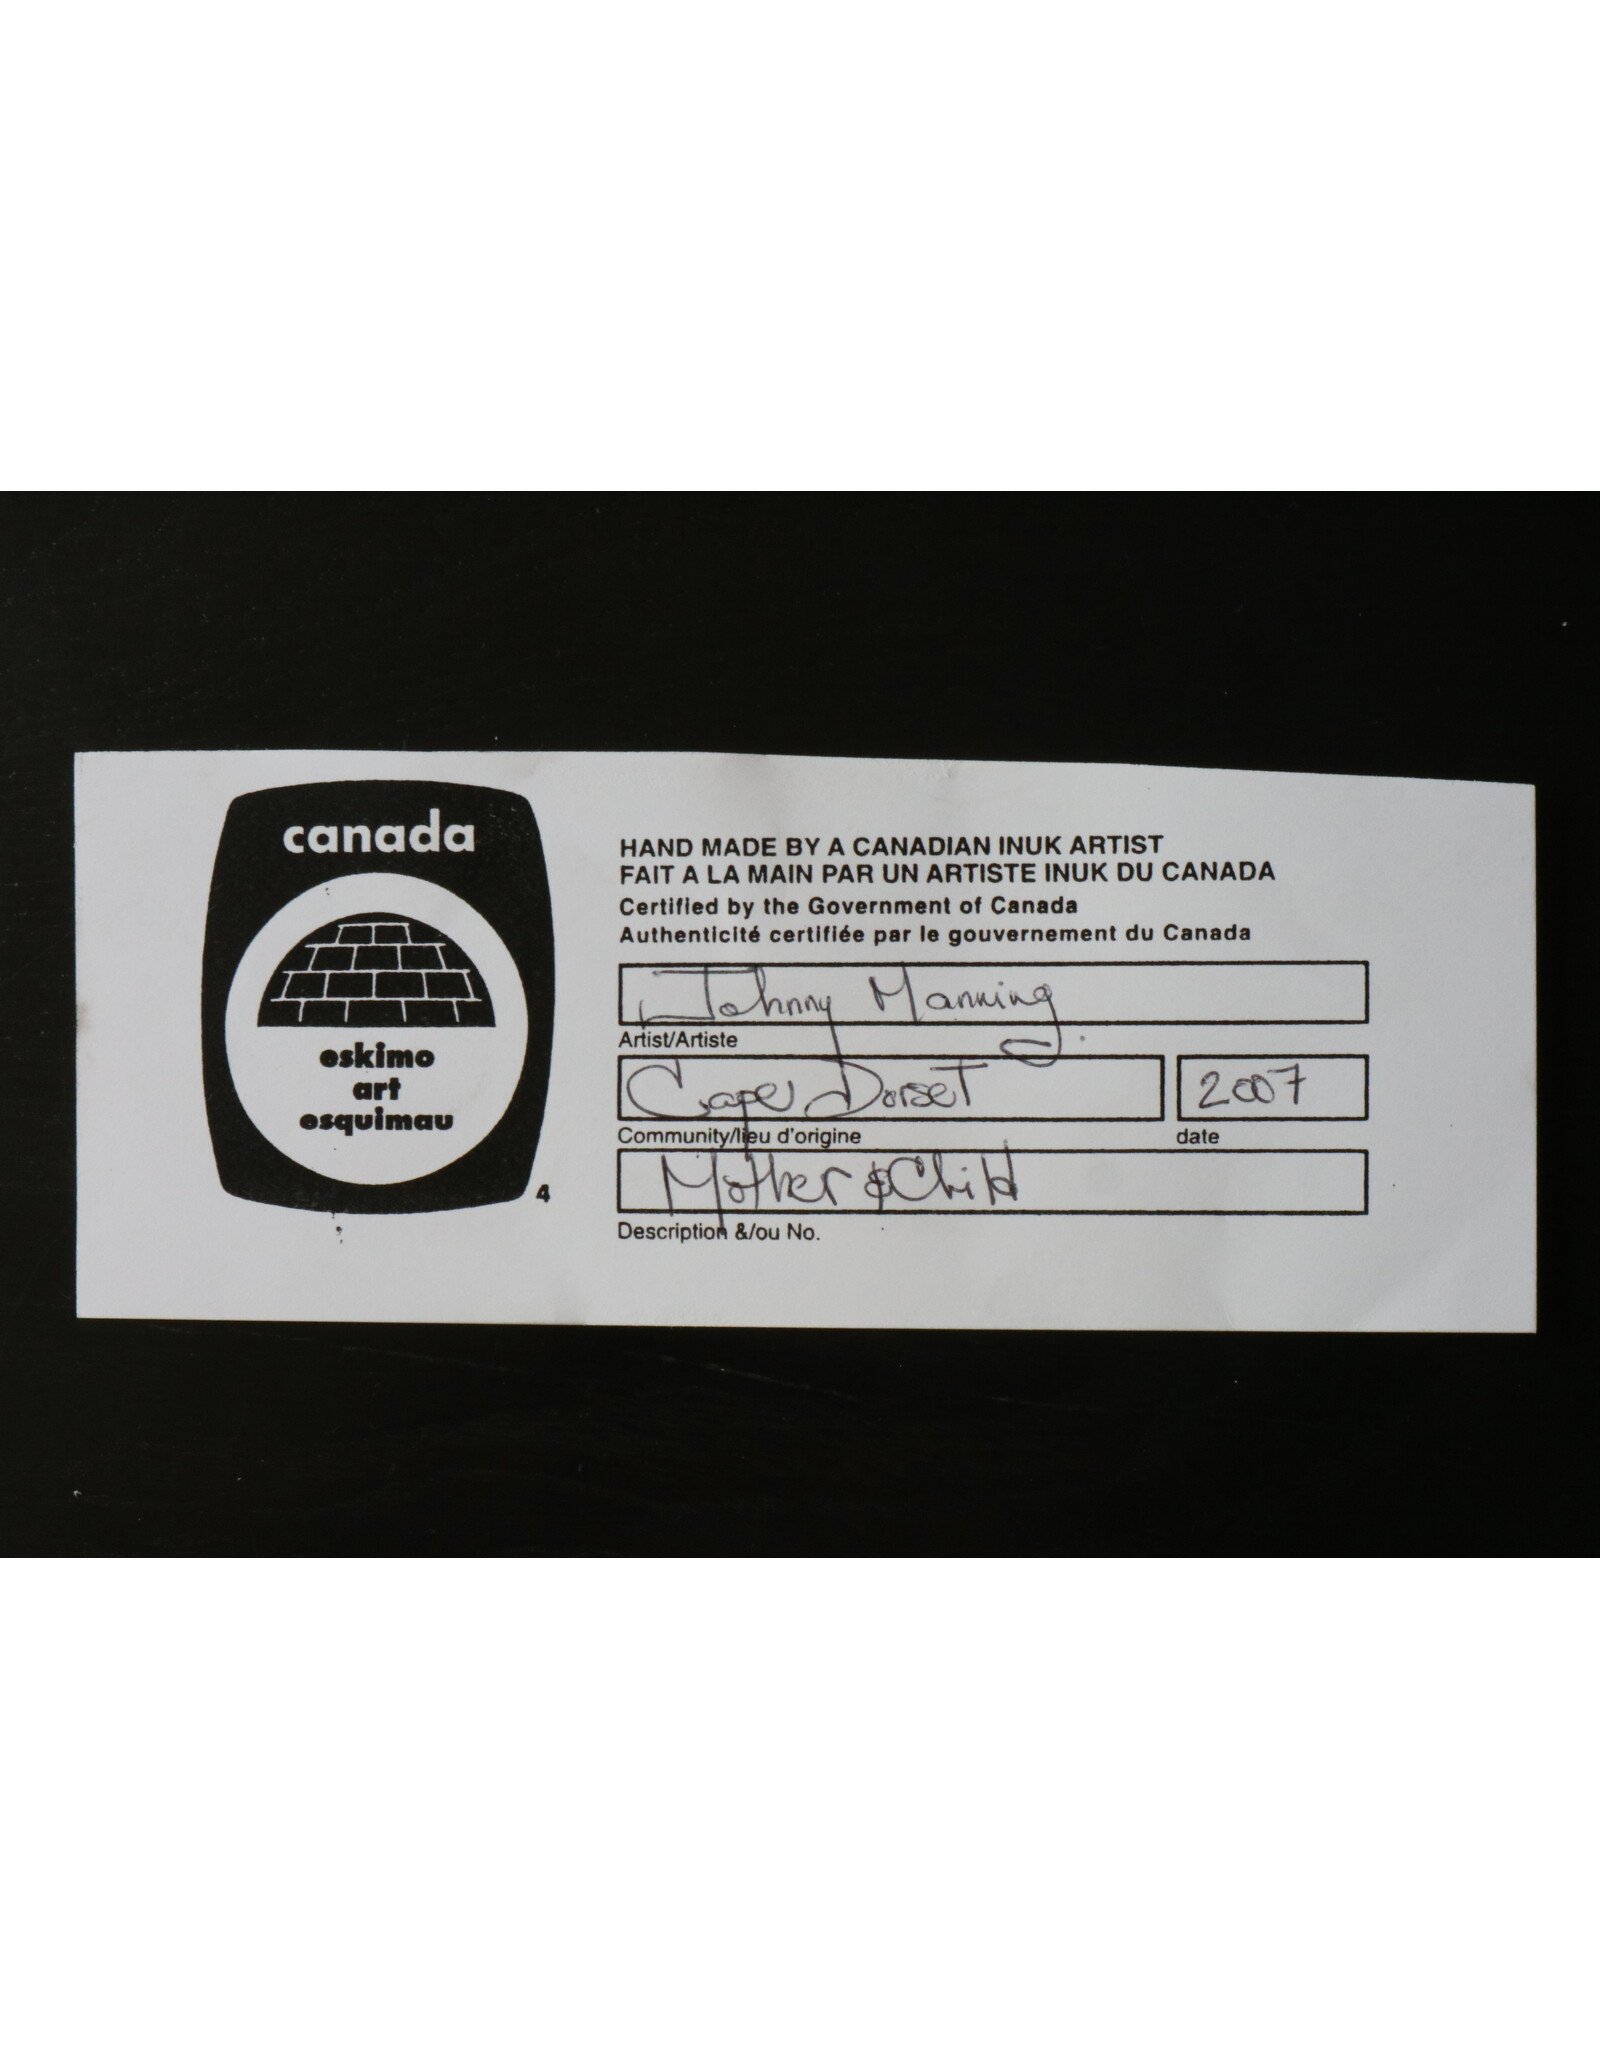 canada
eskimo
art
esquimau
4
HAND MADE BY A CANADIAN INUK ARTIST
FAIT A LA MAIN PAR UN ARTISTE INUK DU CANADA
Certified by the Government of Canada
Authenticité certifiée par le gouvernement du Canada
Johnny Manning
Artist/Artiste
Cape Dorset
2007
Community/lieu d'origine
date
Mother & Child
Description &/ou No.